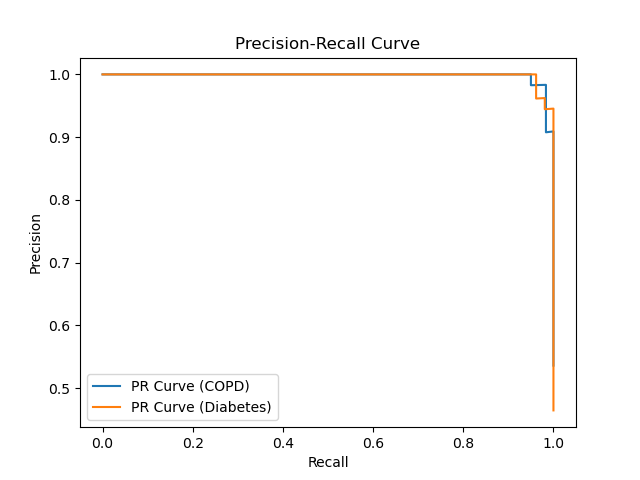 Precision-Recall Curve
1.0
0.9
0.8
0.7
0.6
0.5
Precision
PR Curve (COPD)
PR Curve (Diabetes)
0.0 0.2 0.4 0.6 0.8 1.0
Recall